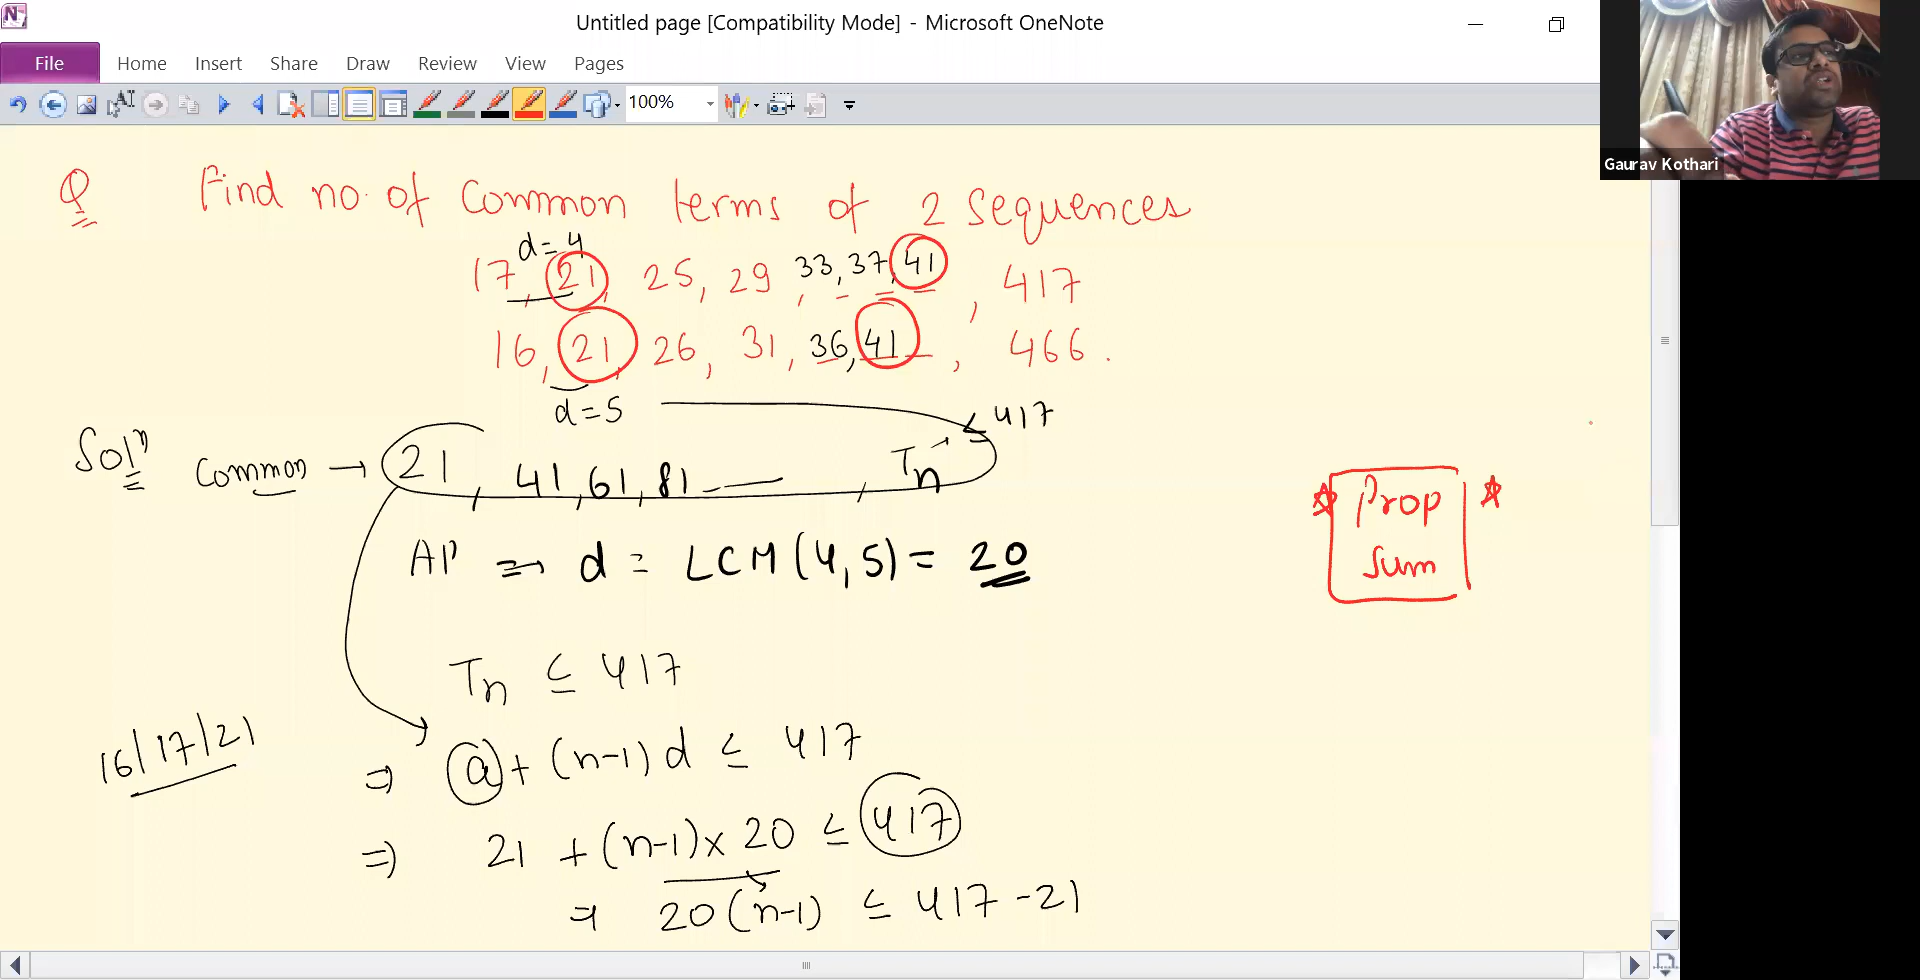 Untitled page [Compatibility Mode] - Microsoft OneNote
File Home Insert Share Draw Review View Pages
100%
Gaurav Kothari
Q Find no. of Common terms of 2 Sequences
d=4
17, 21, 25, 29, 33, 37, 41, 417
16, 21, 26, 31, 36, 41, 466.
d=5
≤ 417
Solⁿ Common → 21, 41, 61, 81 , Tn
AP ⇒ d = LCM (4,5) = 20
Prop
Sum
Tn ≤ 417
16/17/21
⇒ a + (n-1) d ≤ 417
⇒ 21 + (n-1) x 20 ≤ 417
⇒ 20 (n-1) ≤ 417 - 21